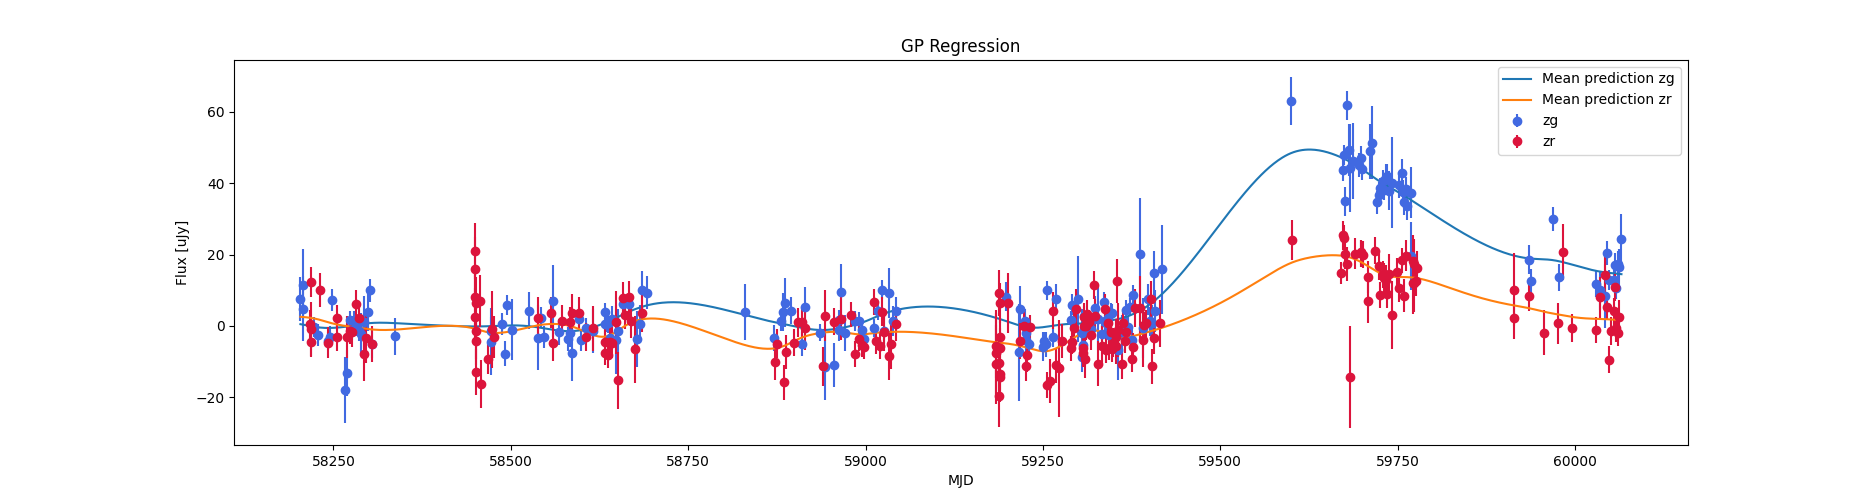 GP Regression
Flux [uJy]
60
40
20
0
−20
58250
58500
58750
59000
59250
59500
59750
60000
MJD
Mean prediction zg
Mean prediction zr
zg
zr